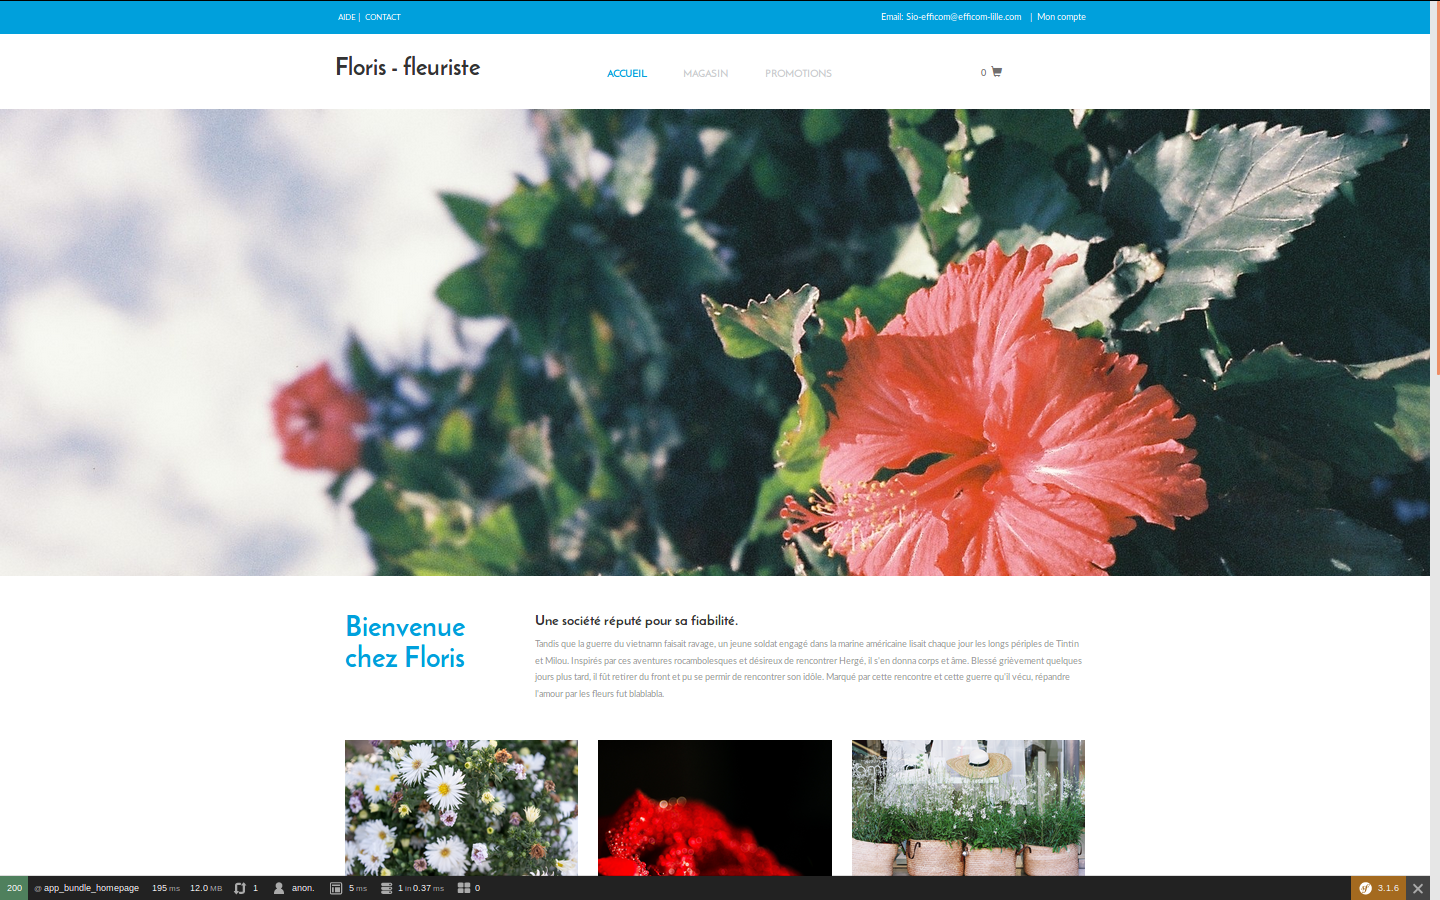 AIDE | CONTACT
Email: Sio-efficom@efficom-lille.com | Mon compte
Floris - fleuriste
ACCUEIL MAGASIN PROMOTIONS
0
Bienvenue
chez Floris
Une société réputé pour sa fiabilité.
Tandis que la guerre du vietnamn faisait ravage, un jeune soldat engagé dans la marine américaine lisait chaque jour les longs périples de Tintin
et Milou. Inspirés par ces aventures rocambolesques et désireux de rencontrer Hergé, il s'en donna corps et âme. Blessé grièvement quelques
jours plus tard, il fût retirer du front et pu se permir de rencontrer son idôle. Marqué par cette rencontre et cette guerre qu'il vécu, répandre
l'amour par les fleurs fut blablabla.
200 @ app_bundle_homepage 195 ms 12.0 MB 1 anon. 5 ms 1 in 0.37 ms 0 3.1.6